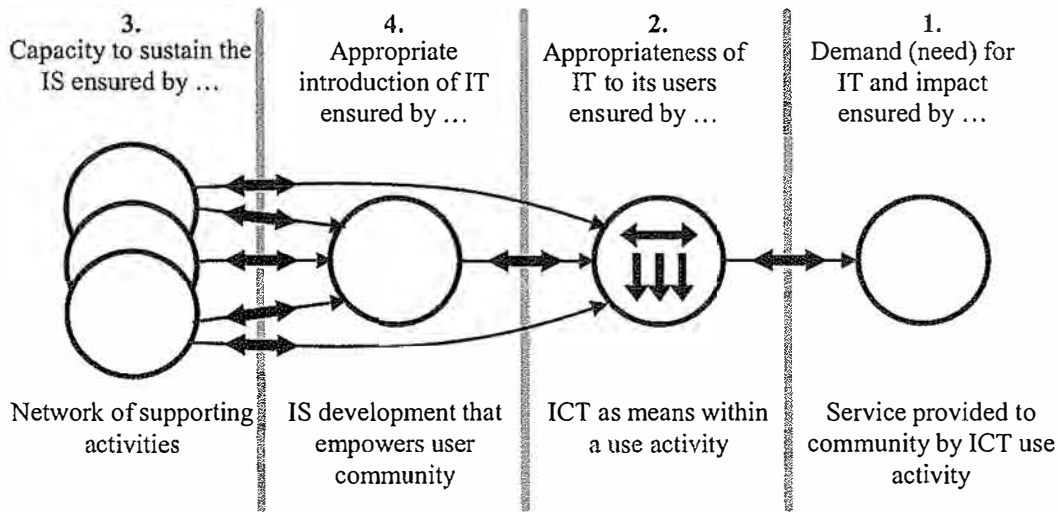 3.
Capacity to sustain the
IS ensured by ...
4.
Appropriate
introduction of IT
ensured by ...
2.
Appropriateness of
IT to its users
ensured by ...
1.
Demand (need) for
IT and impact
ensured by ...
Network of supporting
activities
IS development that
empowers user
community
ICT as means within
a use activity
Service provided to
community by ICT use
activity